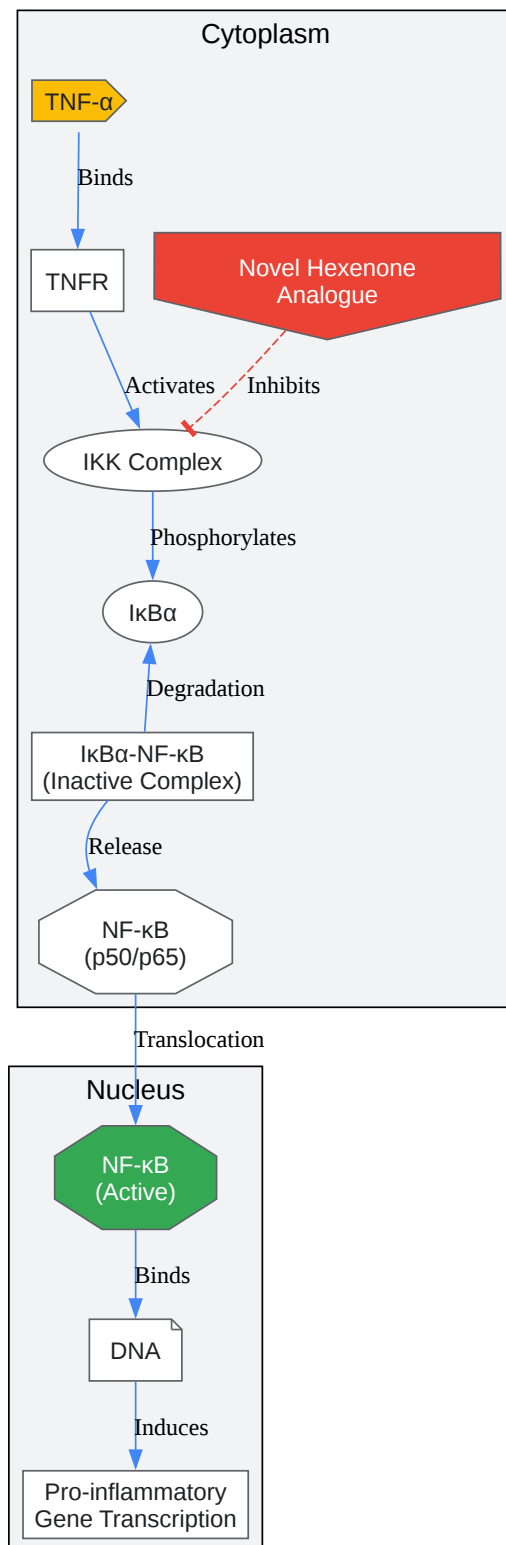 Cytoplasm
TNF-α
Binds
TNFR
Novel Hexenone
Analogue
Activates
Inhibits
IKK Complex
Phosphorylates
IκBα
Degradation
IκBα-NF-κB
(Inactive Complex)
Release
NF-κB
(p50/p65)
Translocation
Nucleus
NF-κB
(Active)
Binds
DNA
Induces
Pro-inflammatory
Gene Transcription